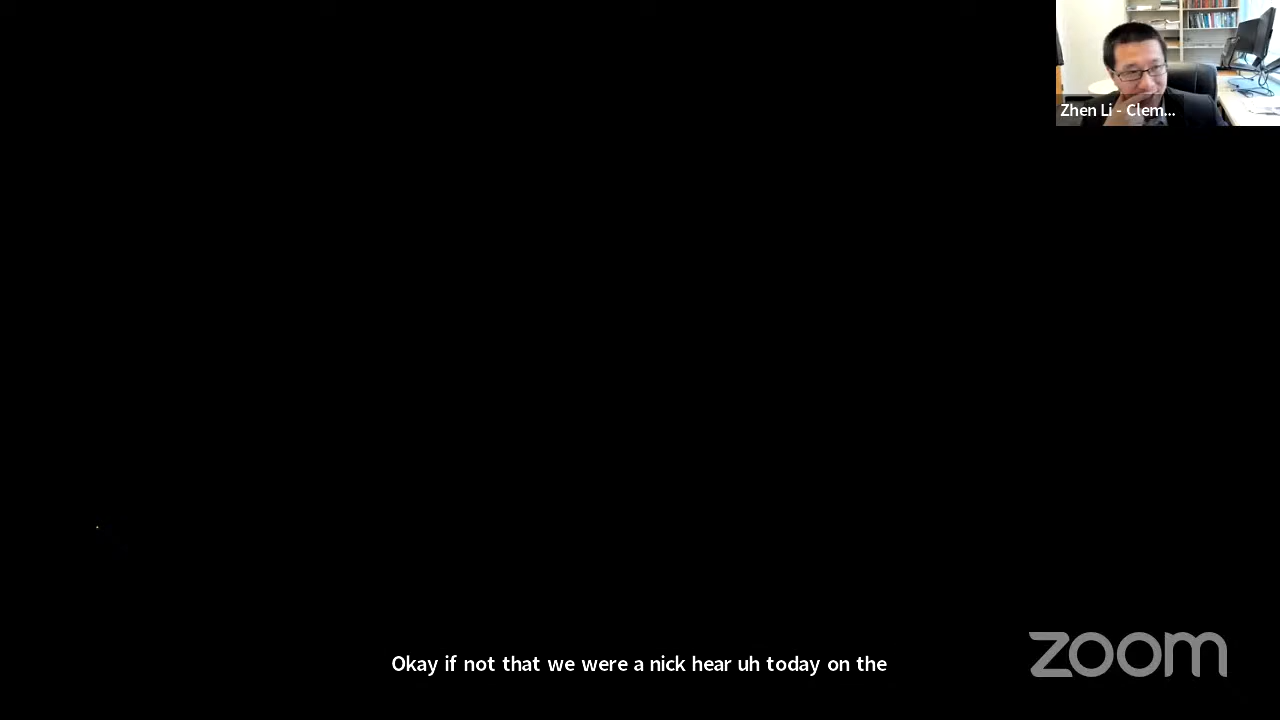 Zhen Li - Clem...
Okay if not that we were a nick hear uh today on the
zoom